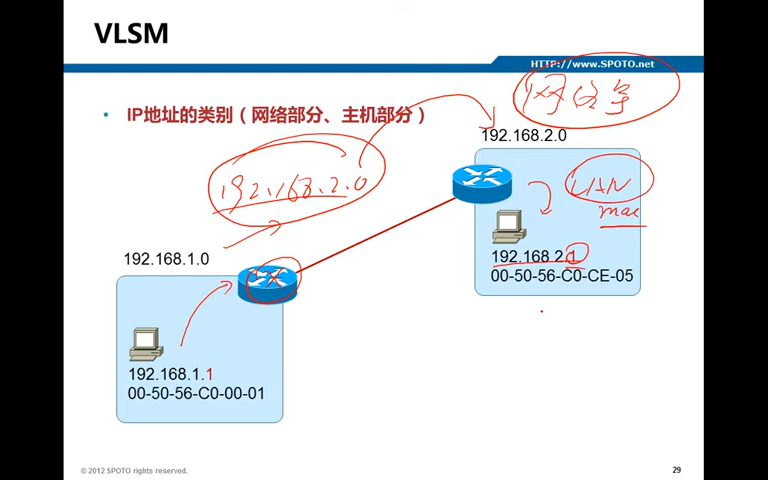 VLSM
HTTP://www.SPOTO.net
• IP地址的类别（网络部分、主机部分）
192.168.2.0
192.168.2.0
LAN
mac
192.168.2.1
00-50-56-C0-CE-05
192.168.1.0
192.168.1.1
00-50-56-C0-00-01
© 2012 SPOTO rights reserved.
29